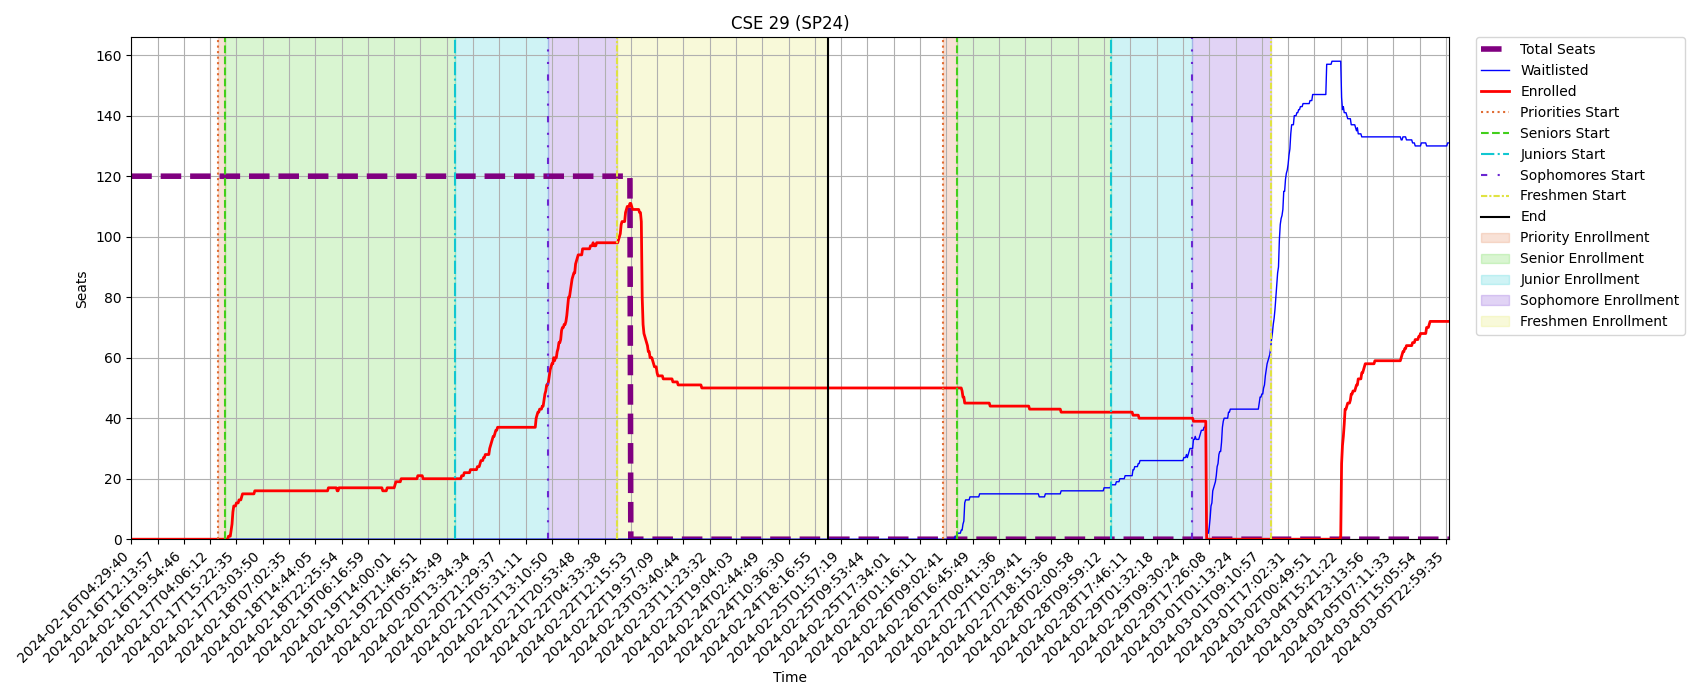 CSE 29 (SP24)
Seats
160
140
120
100
80
60
40
20
0
2024-02-16T04:29:40
2024-02-16T12:13:57
2024-02-16T19:54:46
2024-02-17T04:06:12
2024-02-17T15:22:35
2024-02-17T23:03:50
2024-02-18T07:02:35
2024-02-18T14:44:05
2024-02-18T22:25:54
2024-02-19T06:16:59
2024-02-19T14:00:01
2024-02-19T21:46:51
2024-02-20T05:45:49
2024-02-20T13:34:34
2024-02-20T21:29:37
2024-02-21T05:31:11
2024-02-21T13:10:50
2024-02-21T20:53:48
2024-02-22T04:33:38
2024-02-22T12:15:53
2024-02-22T19:57:09
2024-02-23T03:40:44
2024-02-23T11:23:32
2024-02-23T19:04:03
2024-02-24T02:44:49
2024-02-24T10:36:30
2024-02-24T18:16:55
2024-02-25T01:57:19
2024-02-25T09:53:44
2024-02-25T17:34:01
2024-02-26T01:16:11
2024-02-26T09:02:41
2024-02-26T16:45:49
2024-02-27T00:41:36
2024-02-27T10:29:41
2024-02-27T18:15:36
2024-02-28T02:00:58
2024-02-28T09:59:12
2024-02-28T17:46:11
2024-02-29T01:32:18
2024-02-29T09:30:24
2024-02-29T17:26:08
2024-03-01T01:13:24
2024-03-01T09:10:57
2024-03-01T17:02:31
2024-03-02T00:49:51
2024-03-04T15:21:22
2024-03-04T23:13:56
2024-03-05T07:11:33
2024-03-05T15:05:54
2024-03-05T22:59:35
Time
Total Seats
Waitlisted
Enrolled
Priorities Start
Seniors Start
Juniors Start
Sophomores Start
Freshmen Start
End
Priority Enrollment
Senior Enrollment
Junior Enrollment
Sophomore Enrollment
Freshmen Enrollment